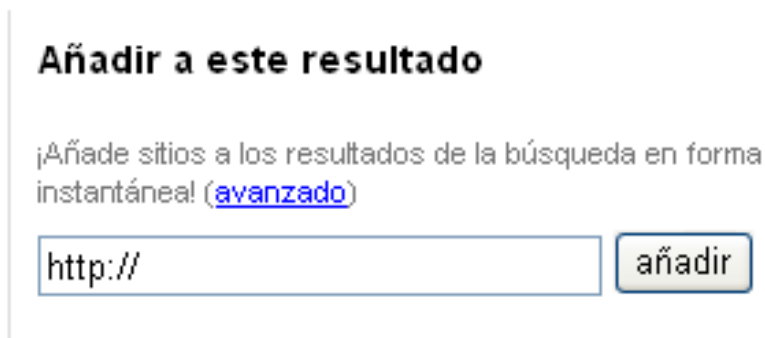 Añadir a este resultado
¡Añade sitios a los resultados de la búsqueda en forma
instantánea! (avanzado)
http://
añadir